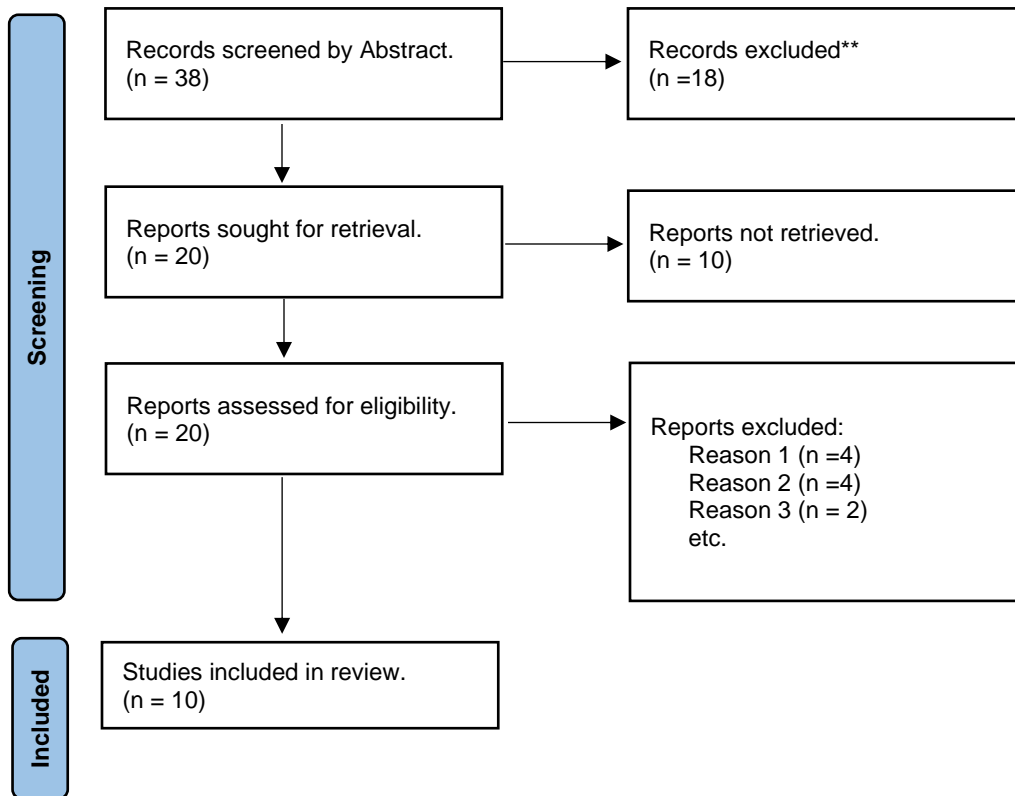 Records screened by Abstract.
(n = 38)
Records excluded**
(n =18)
Reports sought for retrieval.
(n = 20)
Reports not retrieved.
(n = 10)
Screening
Reports assessed for eligibility.
(n = 20)
Reports excluded:
Reason 1 (n =4)
Reason 2 (n =4)
Reason 3 (n = 2)
etc.
Studies included in review.
(n = 10)
Included